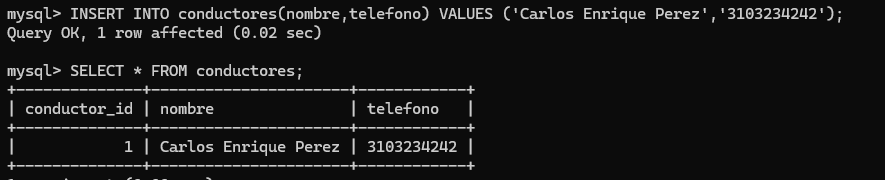 mysql> INSERT INTO conductores(nombre,telefono) VALUES ('Carlos Enrique Perez','3103234242');
Query OK, 1 row affected (0.02 sec)
mysql> SELECT * FROM conductores;
+--------------+----------------------+------------+
| conductor_id | nombre               | telefono   |
+--------------+----------------------+------------+
|            1 | Carlos Enrique Perez | 3103234242 |
+--------------+----------------------+------------+